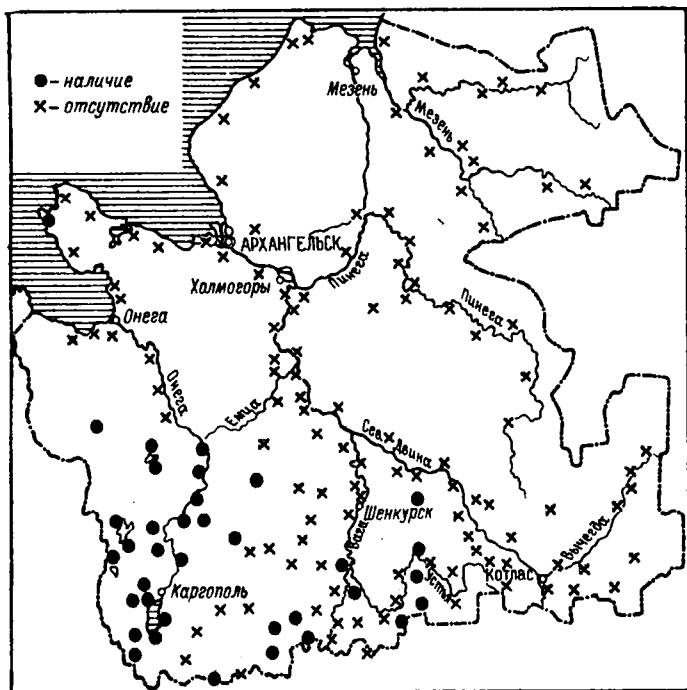 ● – наличие
× – отсутствие
Мезень
Мезень
АРХАНГЕЛЬСК
Холмогоры
Пинега
Пинега
Онега
Онега
Емца
Сев. Двина
Вага
Шенкурск
Устья
Котлас
Вычегда
Каргополь